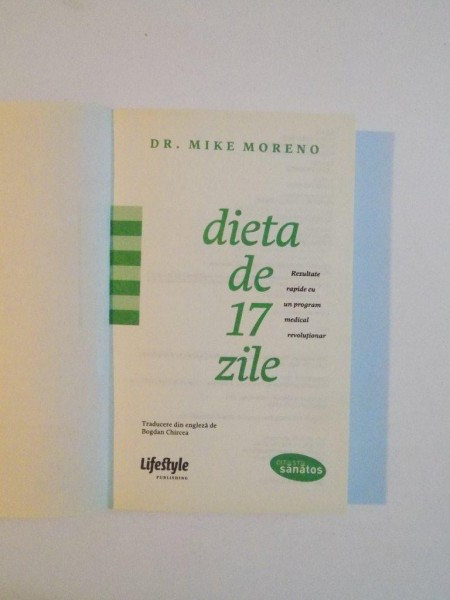 DR. MIKE MORENO
dieta
de
17
zile
Rezultate
rapide cu
un program
medical
revoluționar
Traducere din engleză de
Bogdan Chircea
Lifestyle
PUBLISHING
sănătos